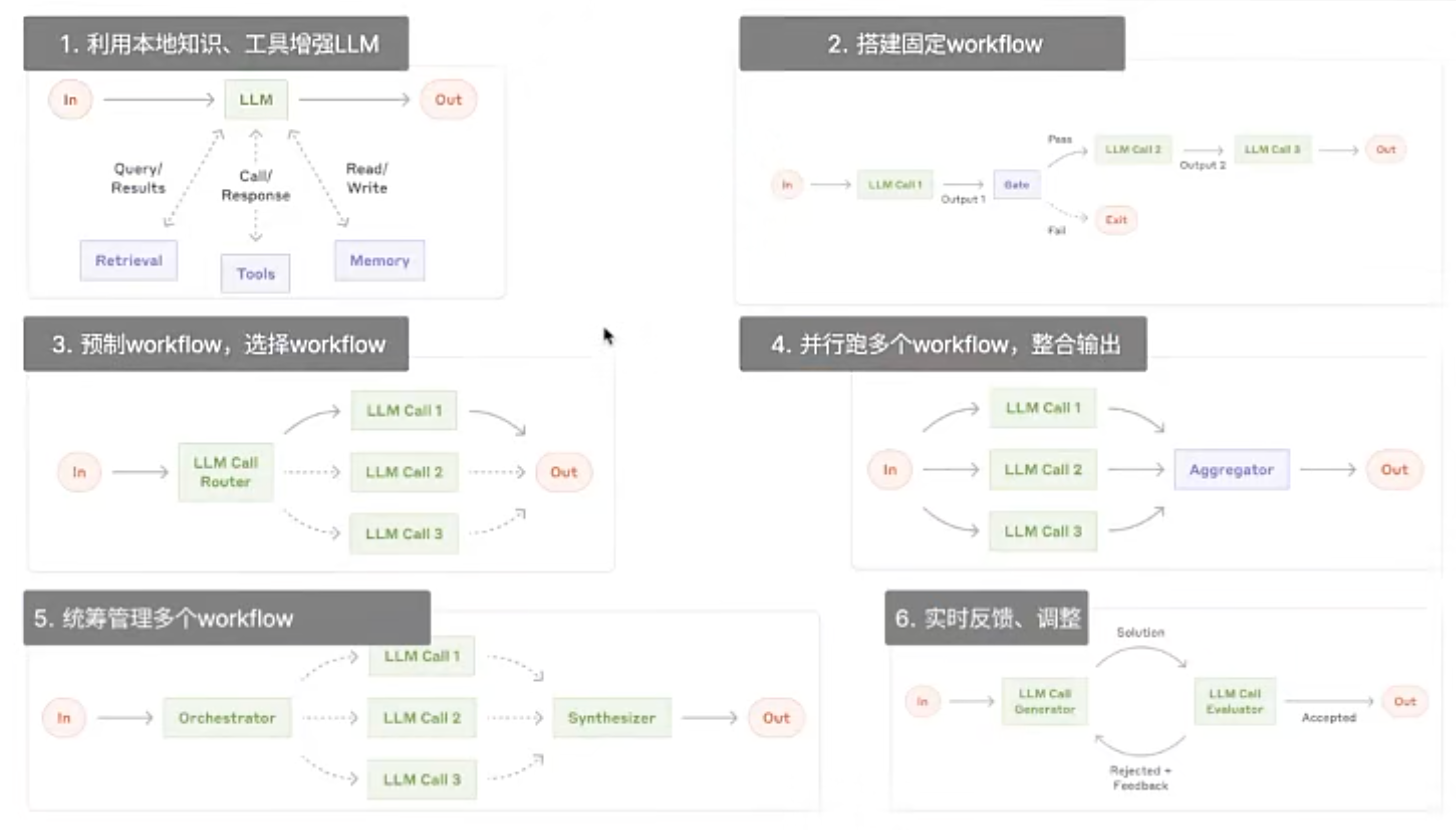 1. 利用本地知识、工具增强LLM
In
LLM
Out
Query/
Results
Call/
Response
Read/
Write
Retrieval
Tools
Memory
2. 搭建固定workflow
In
LLM Call 1
Output 1
Gate
Pass
LLM Call 2
Output 2
LLM Call 3
Out
Fail
Exit
3. 预制workflow，选择workflow
In
LLM Call
Router
LLM Call 1
LLM Call 2
LLM Call 3
Out
4. 并行跑多个workflow，整合输出
In
LLM Call 1
LLM Call 2
LLM Call 3
Aggregator
Out
5. 统筹管理多个workflow
In
Orchestrator
LLM Call 1
LLM Call 2
LLM Call 3
Synthesizer
Out
6. 实时反馈、调整
In
LLM Call
Generator
Solution
LLM Call
Evaluator
Rejected +
Feedback
Accepted
Out